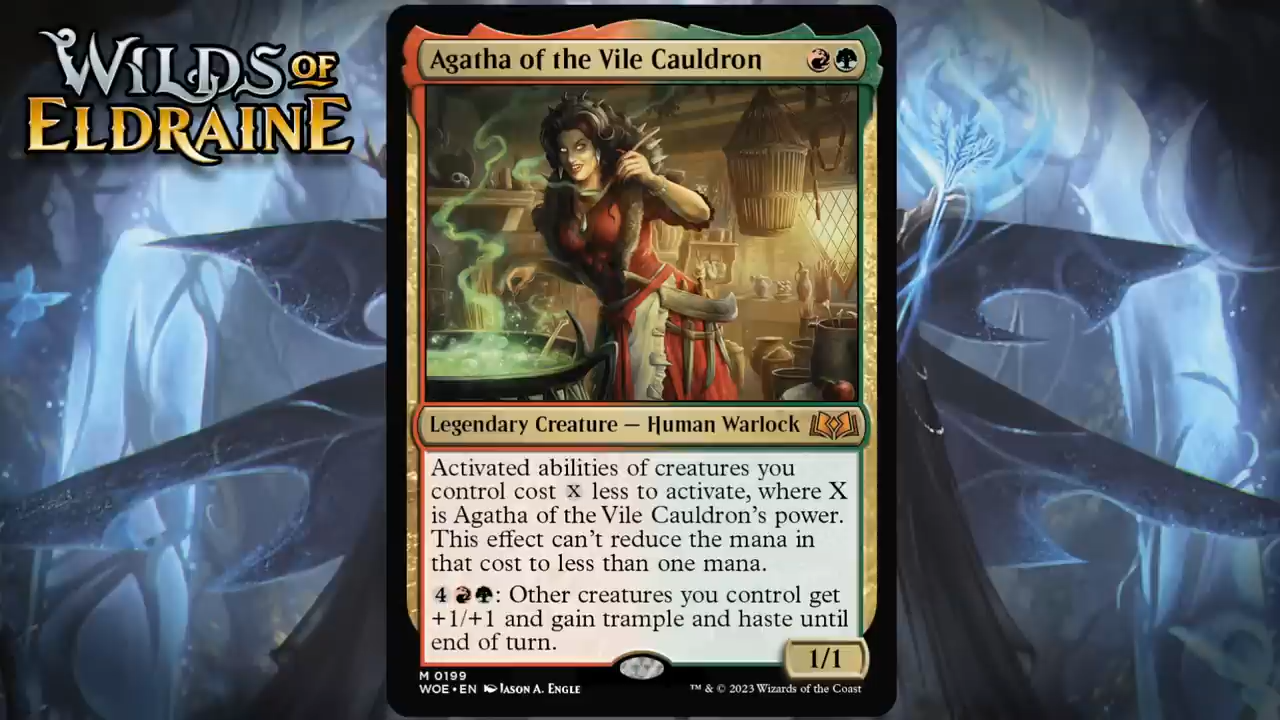 WILDS OF
ELDRAINE
Agatha of the Vile Cauldron
Legendary Creature — Human Warlock
Activated abilities of creatures you
control cost X less to activate, where X
is Agatha of the Vile Cauldron's power.
This effect can't reduce the mana in
that cost to less than one mana.
4: Other creatures you control get
+1/+1 and gain trample and haste until
end of turn.
1/1
M 0199
WOE • EN JASON A. ENGLE
™ & © 2023 Wizards of the Coast